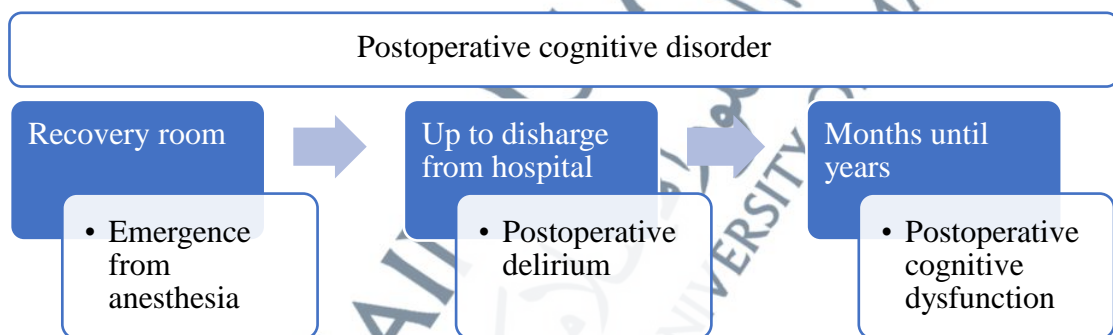 Postoperative cognitive disorder
Recovery room
• Emergence
from
anesthesia
Up to disharge
from hospital
• Postoperative
delirium
Months until
years
• Postoperative
cognitive
dysfunction
UNIVERSITY